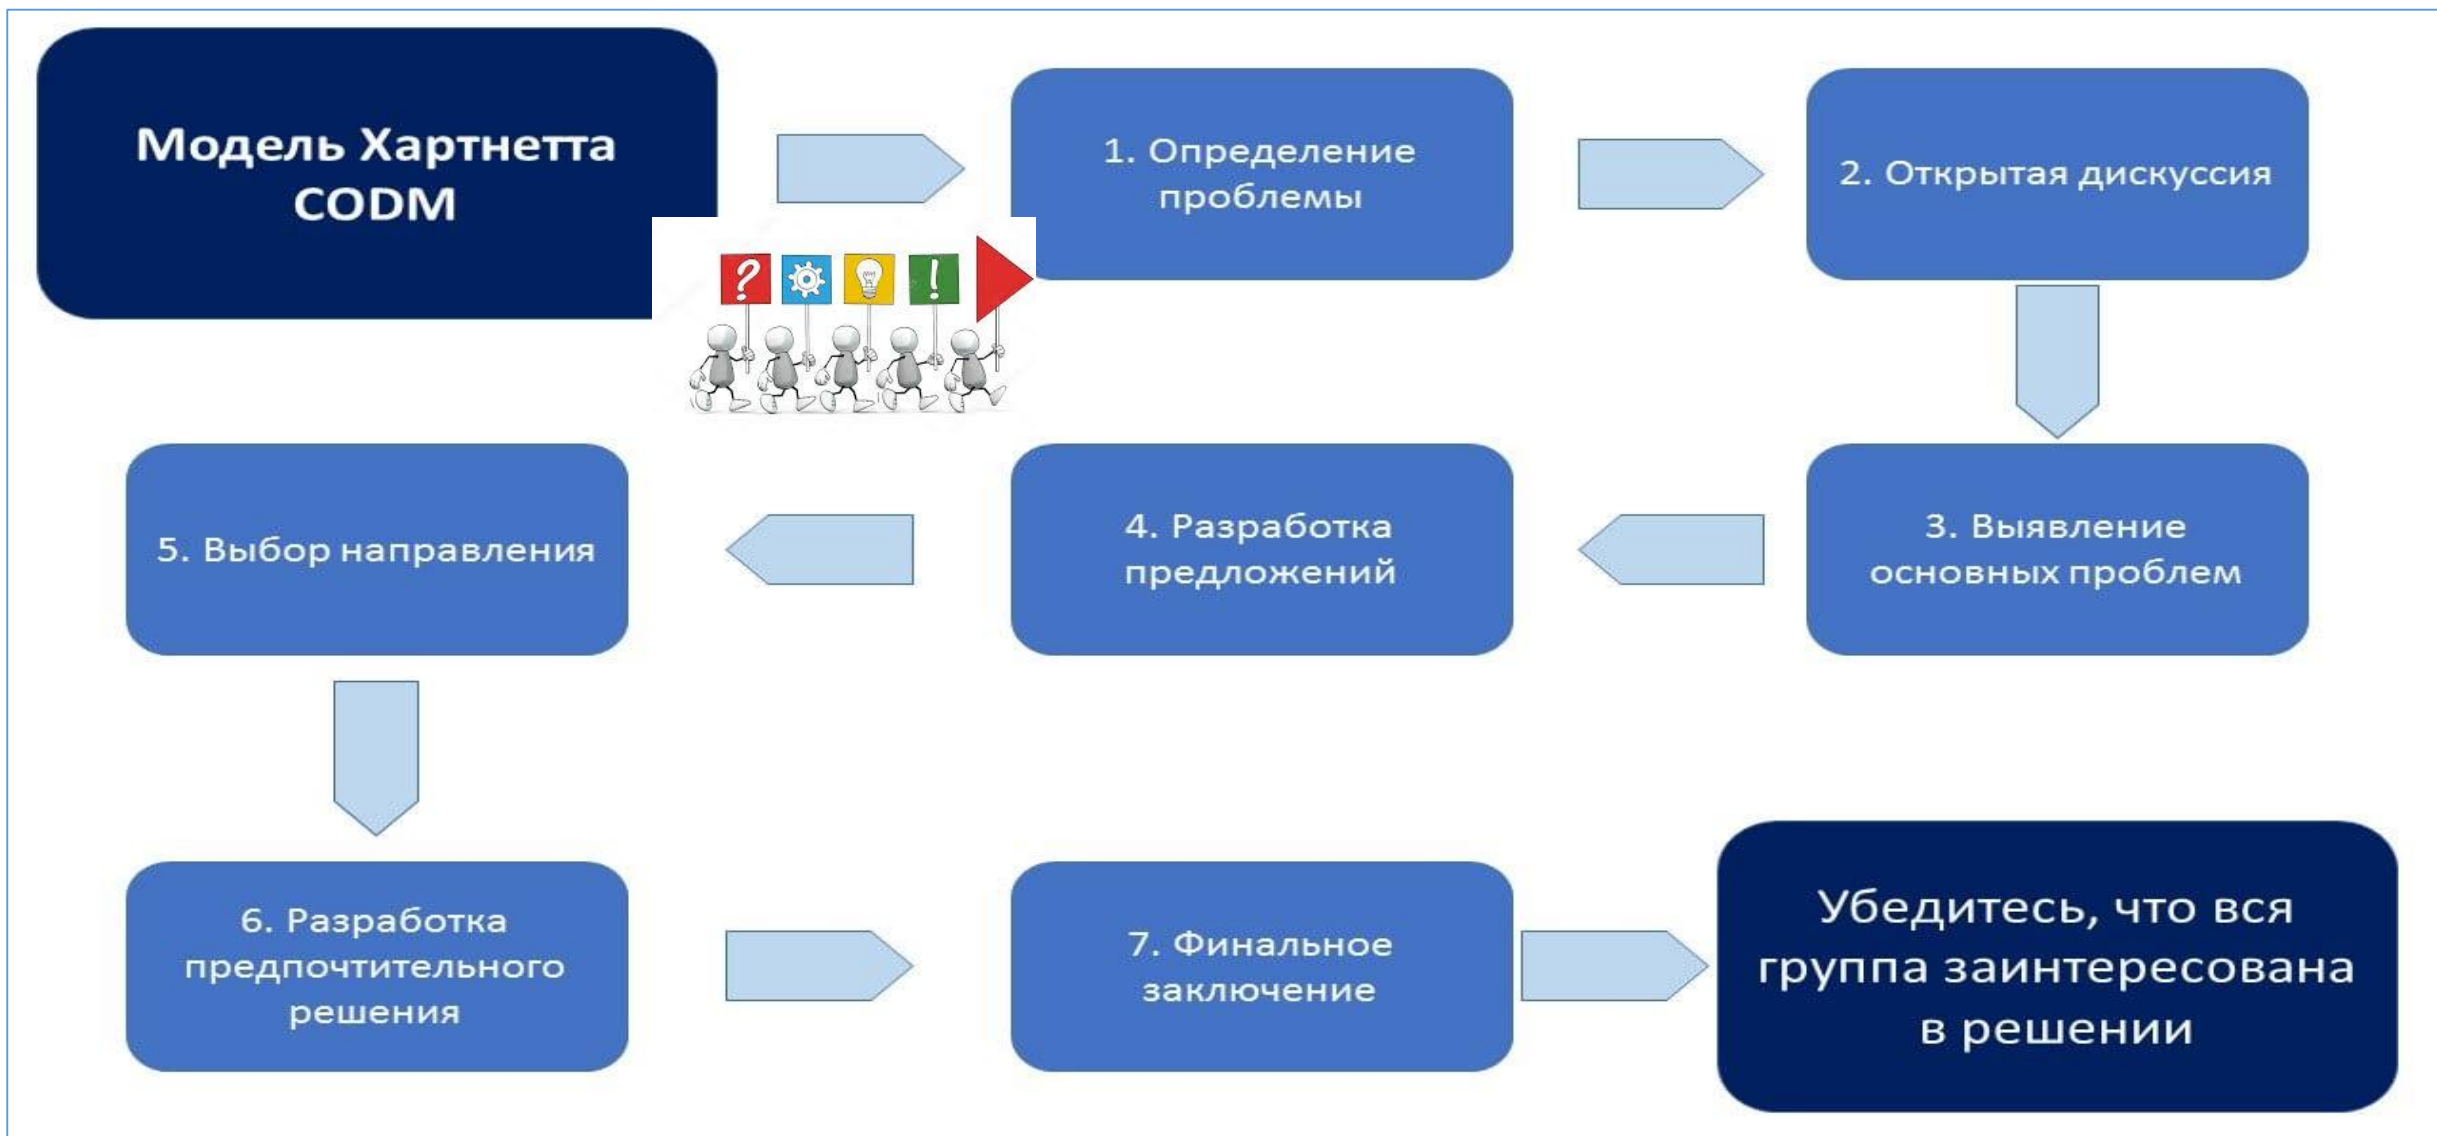 Модель Хартнетта
CODM
1. Определение
проблемы
2. Открытая дискуссия
?
!
3. Выявление
основных проблем
4. Разработка
предложений
5. Выбор направления
6. Разработка
предпочтительного
решения
7. Финальное
заключение
Убедитесь, что вся
группа заинтересована
в решении